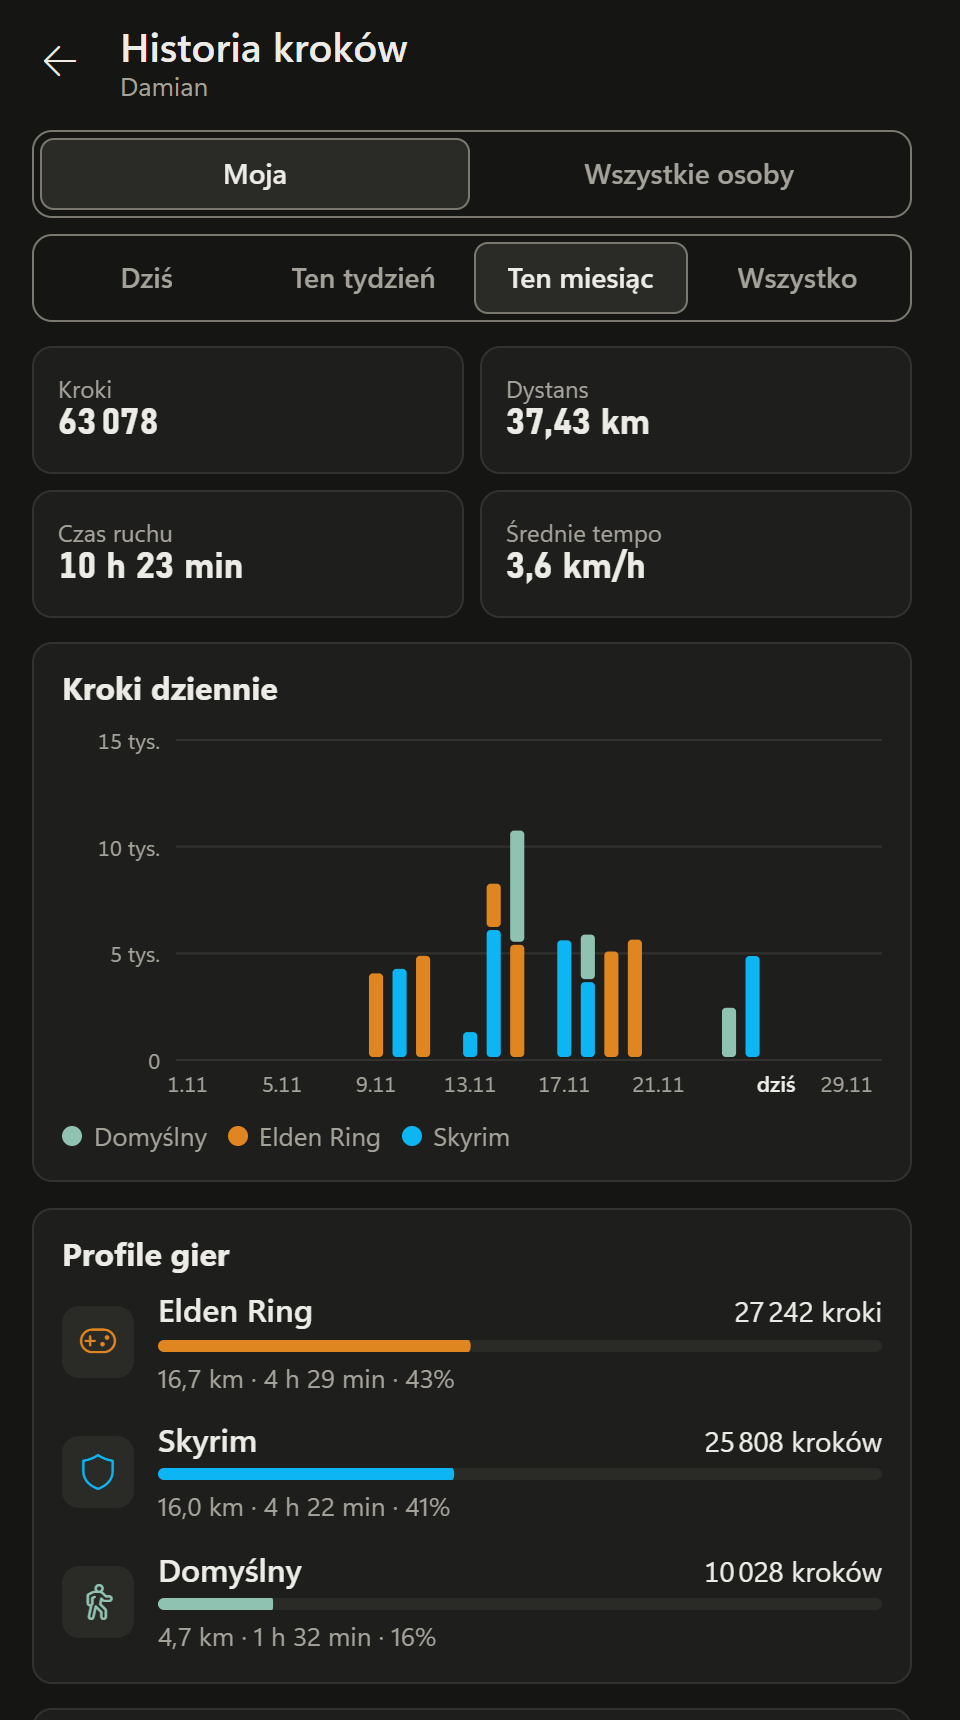 Historia kroków
Damian
Moja
Wszystkie osoby
Dziś
Ten tydzień
Ten miesiąc
Wszystko
Kroki
63 078
Dystans
37,43 km
Czas ruchu
10 h 23 min
Średnie tempo
3,6 km/h
Kroki dziennie
15 tys.
10 tys.
5 tys.
0
1.11 5.11 9.11 13.11 17.11 21.11 dziś 29.11
Domyślny Elden Ring Skyrim
Profile gier
Elden Ring 27 242 kroki
16,7 km · 4 h 29 min · 43%
Skyrim 25 808 kroków
16,0 km · 4 h 22 min · 41%
Domyślny 10 028 kroków
4,7 km · 1 h 32 min · 16%